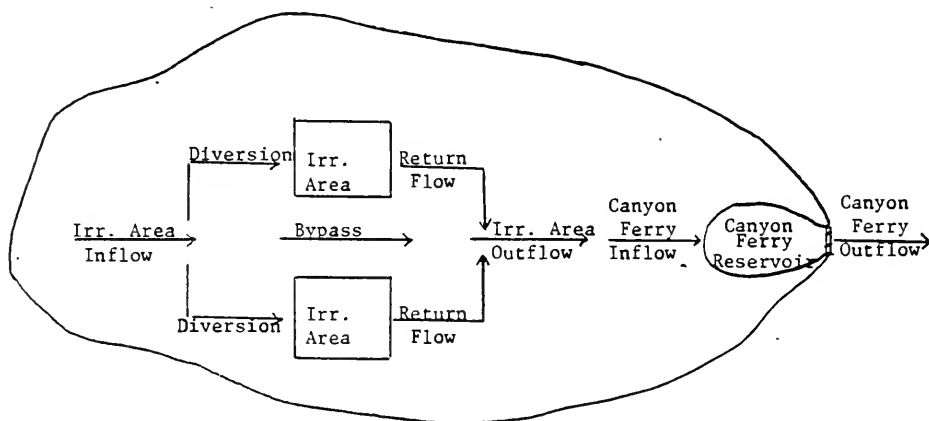 Diversion
Irr.
Area
Return
Flow
Irr. Area
Inflow
Bypass
Irr. Area
Outflow
Canyon
Ferry
Inflow
Canyon
Ferry
Reservoir
Canyon
Ferry
Outflow
Diversion
Irr.
Area
Return
Flow